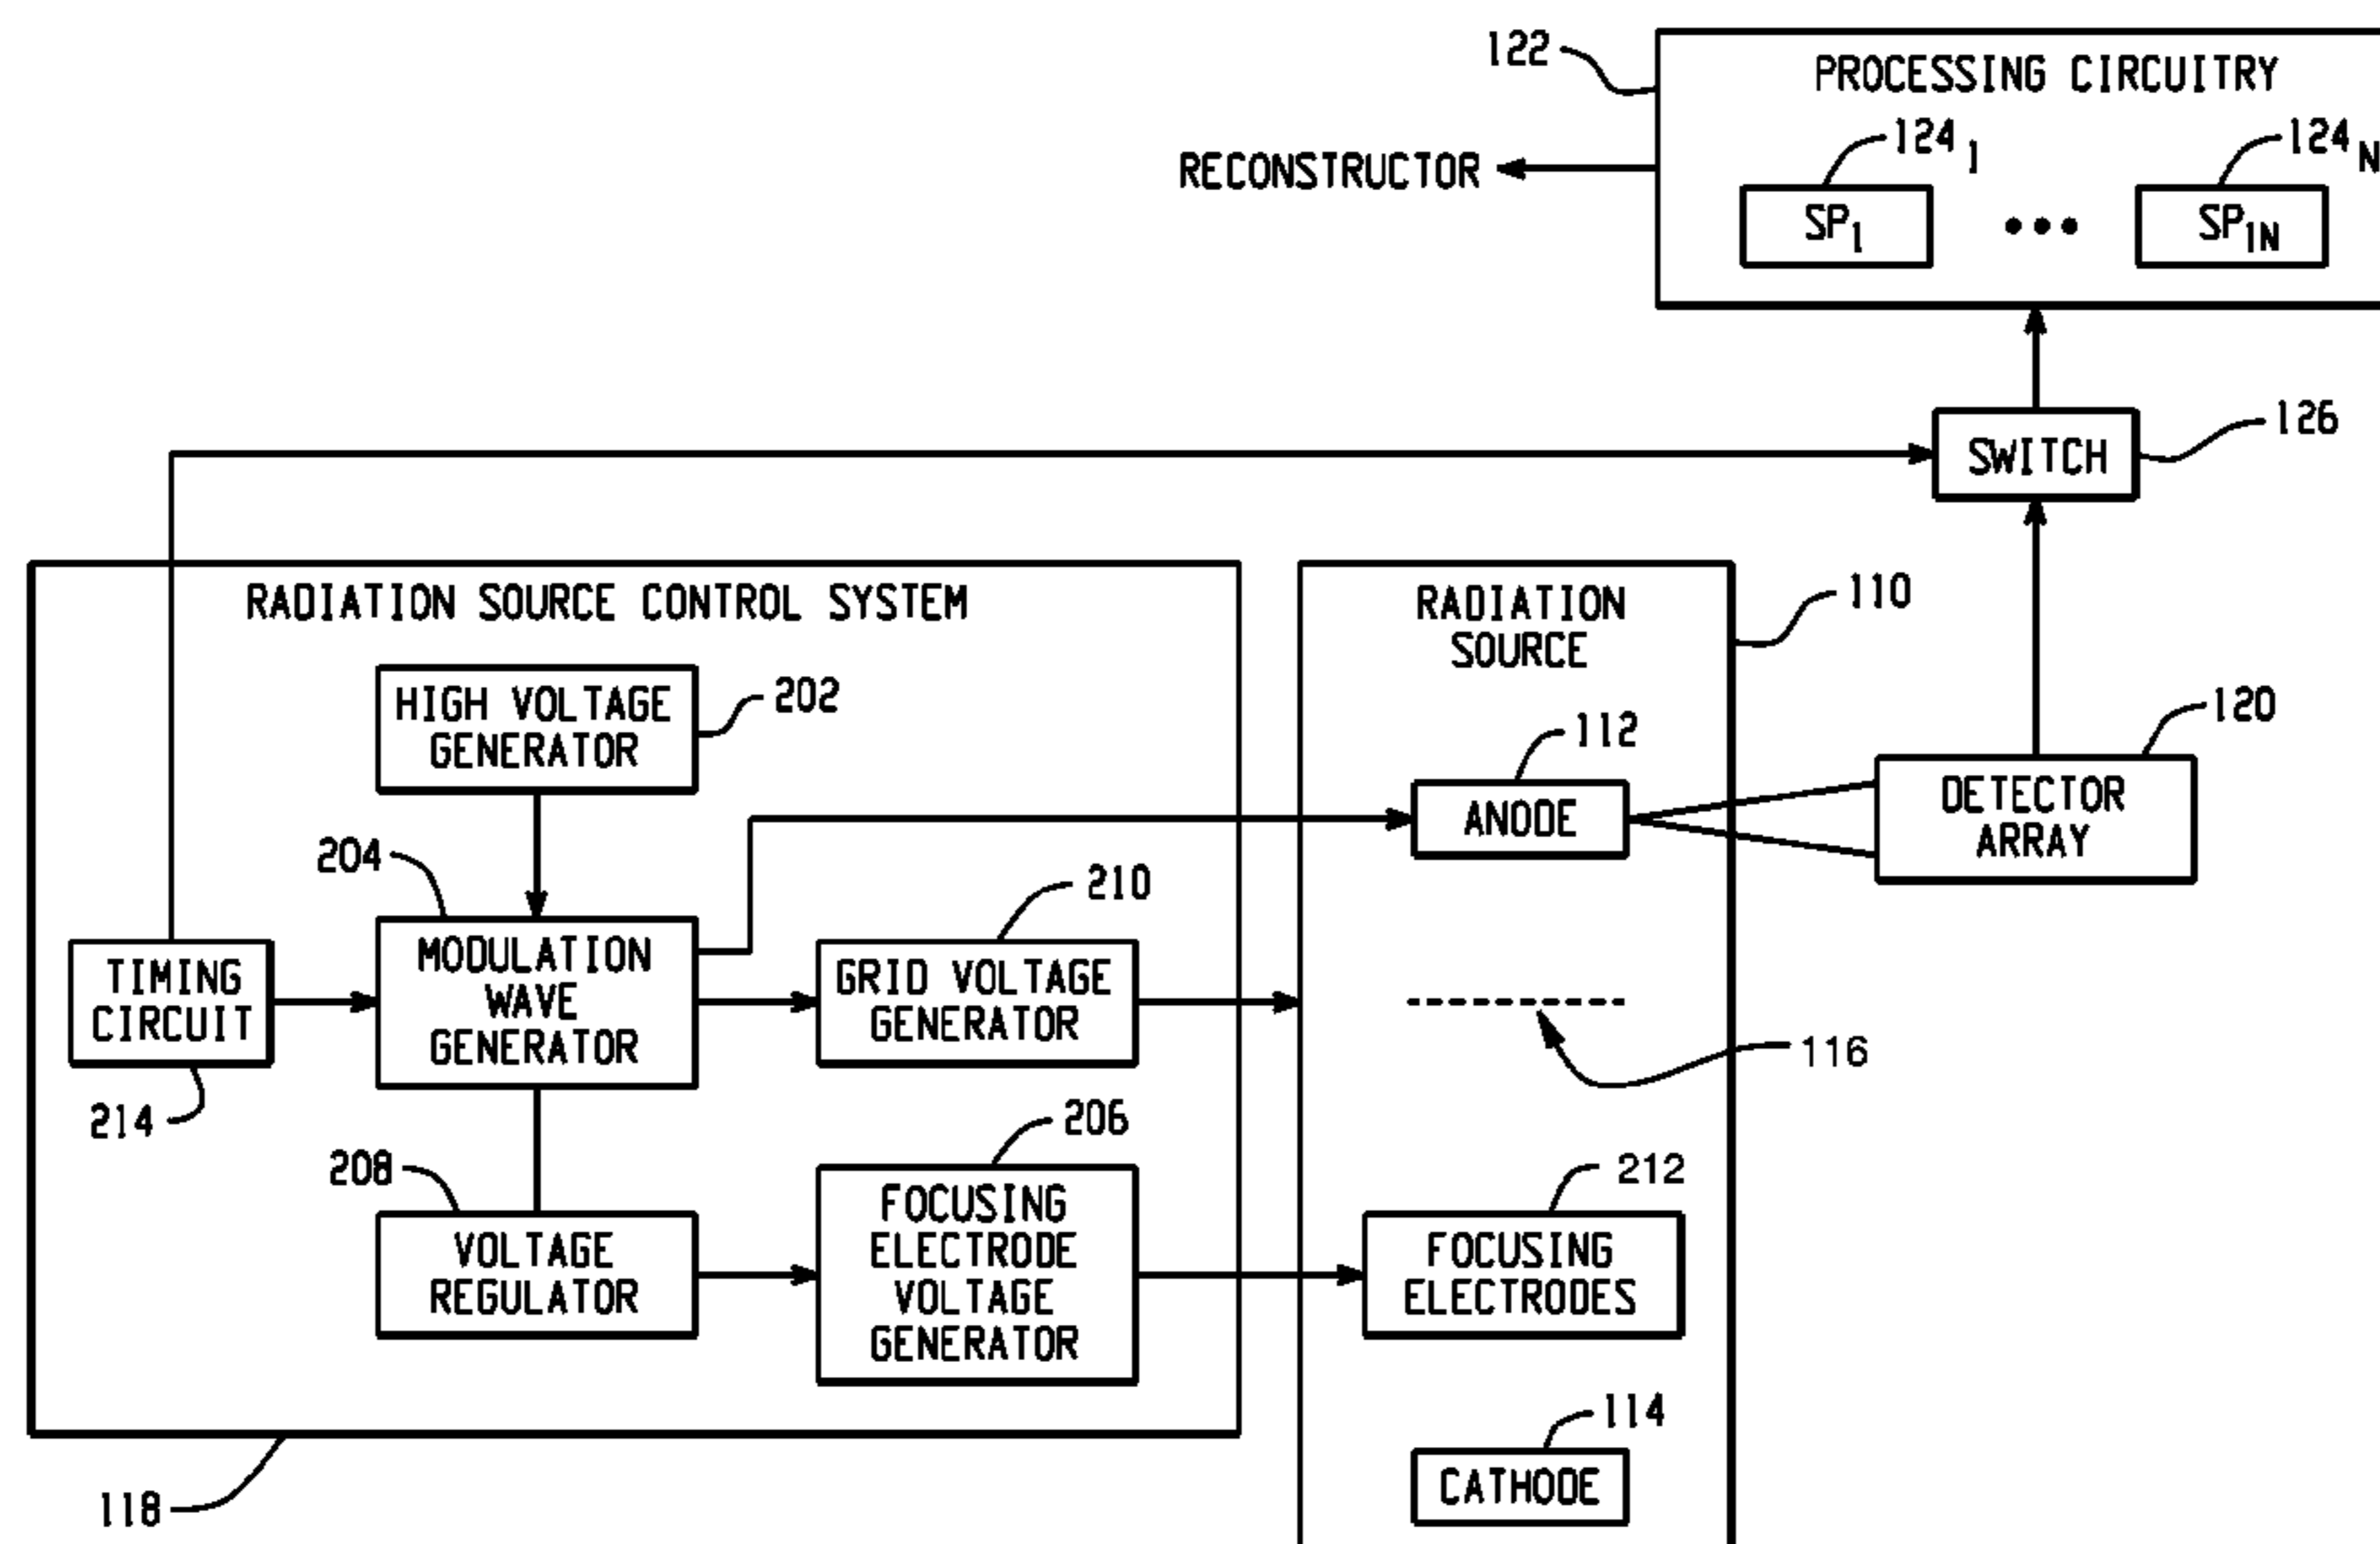 122
PROCESSING CIRCUITRY
124 1
124 N
RECONSTRUCTOR
SP1
•••
SP1N
126
SWITCH
RADIATION SOURCE CONTROL SYSTEM
RADIATION
SOURCE
110
HIGH VOLTAGE
GENERATOR
202
112
120
ANODE
DETECTOR
ARRAY
204
210
TIMING
CIRCUIT
MODULATION
WAVE
GENERATOR
GRID VOLTAGE
GENERATOR
116
214
206
208
212
VOLTAGE
REGULATOR
FOCUSING
ELECTRODE
VOLTAGE
GENERATOR
FOCUSING
ELECTRODES
114
CATHODE
118